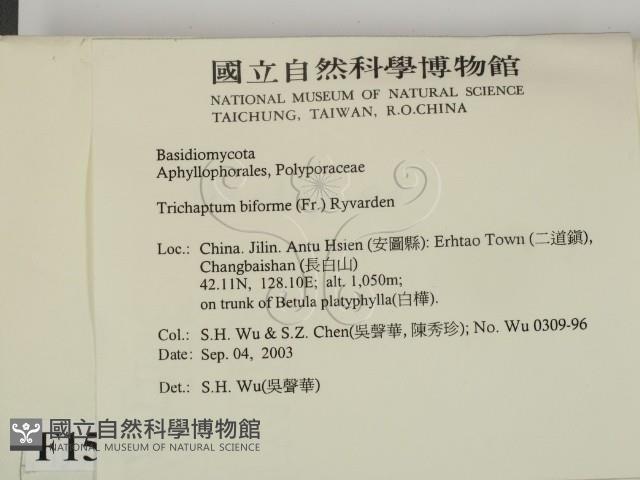 國立自然科學博物館
NATIONAL MUSEUM OF NATURAL SCIENCE
TAICHUNG, TAIWAN, R.O.CHINA
Basidiomycota
Aphyllophorales, Polyporaceae
Trichaptum biforme (Fr.) Ryvarden
Loc.: China. Jilin. Antu Hsien (安圖縣): Erhtao Town (二道鎮),
Changbaishan (長白山)
42.11N, 128.10E; alt. 1,050m;
on trunk of Betula platyphylla(白樺).
Col.: S.H. Wu & S.Z. Chen(吳聲華, 陳秀珍); No. Wu 0309-96
Date: Sep. 04, 2003
Det.: S.H. Wu(吳聲華)
國立自然科學博物館
NATIONAL MUSEUM OF NATURAL SCIENCE